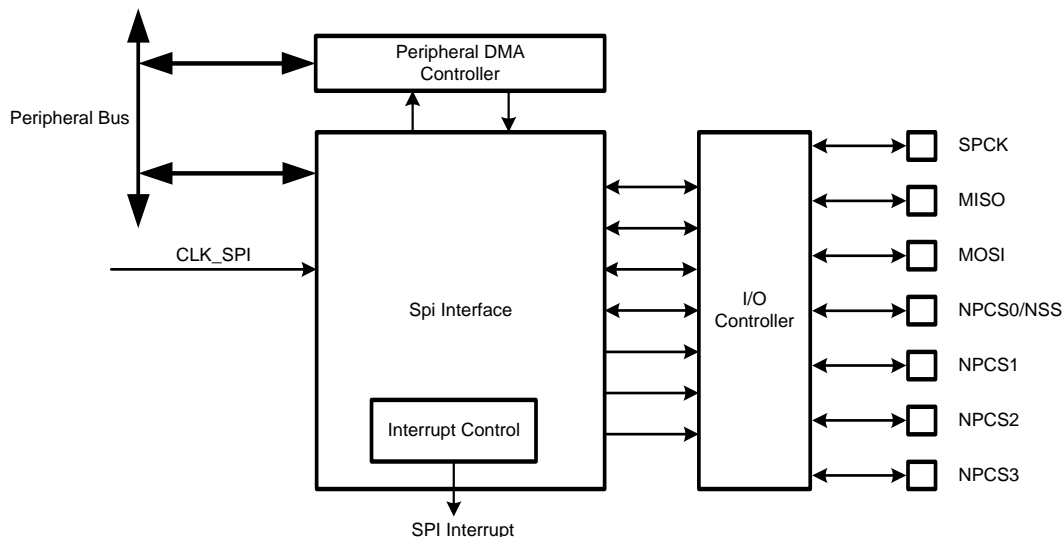 Peripheral DMA
Controller
Peripheral Bus
CLK_SPI
Spi Interface
Interrupt Control
SPI Interrupt
I/O
Controller
SPCK
MISO
MOSI
NPCS0/NSS
NPCS1
NPCS2
NPCS3